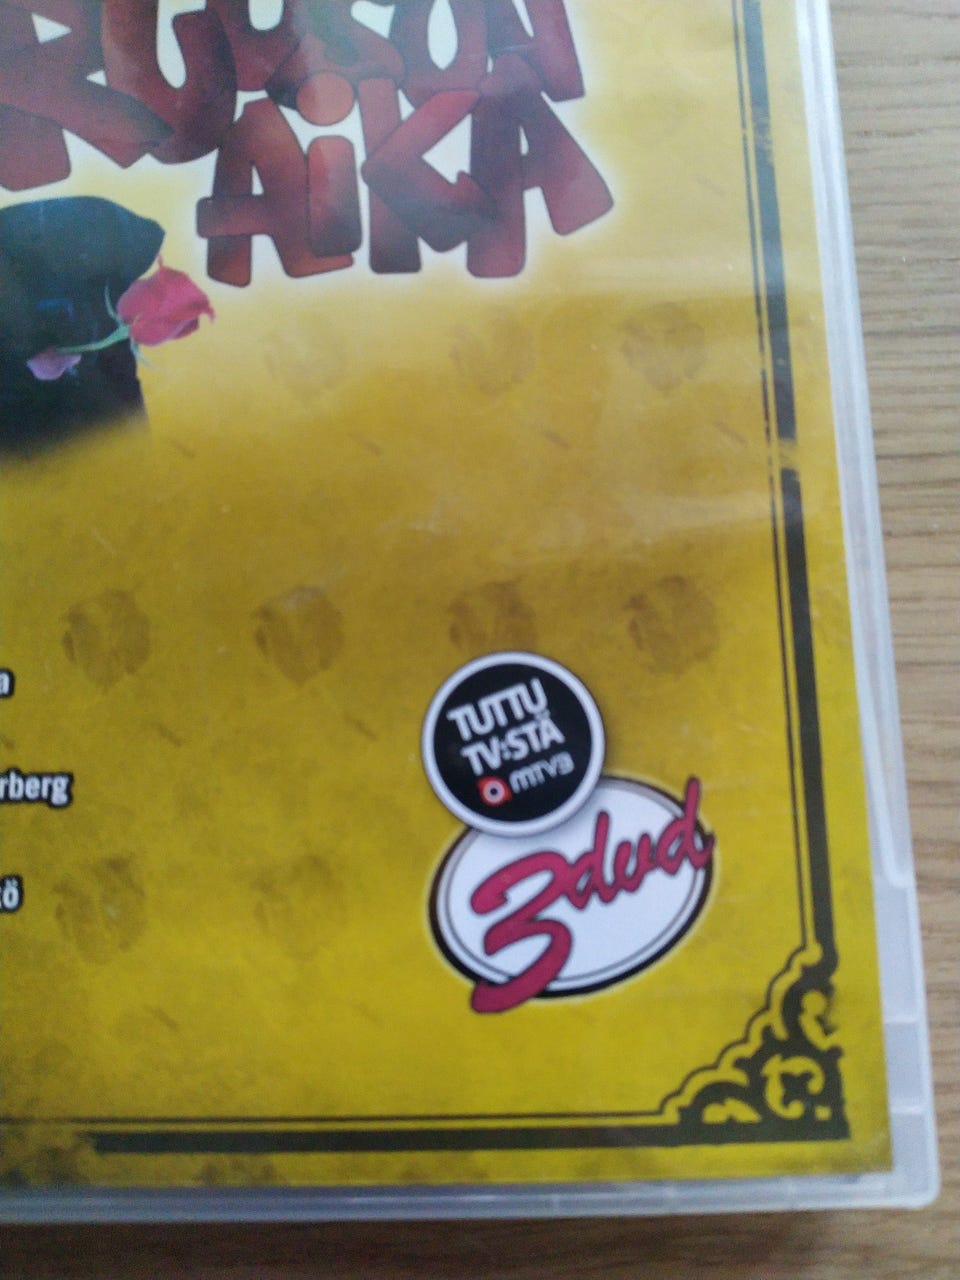 AIKA
a
rberg
ö
TUTTU
TV:STÄ
MTV3
3dvd